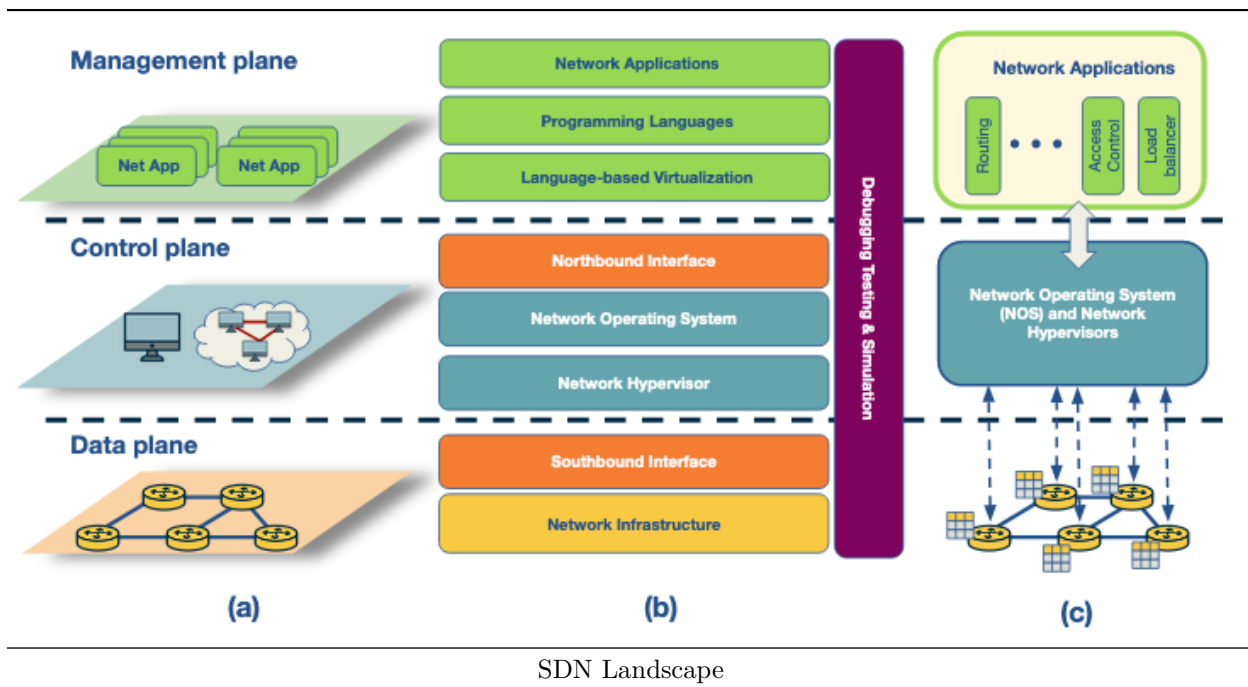 Management plane
Net App
Net App
Control plane
Data plane
(a)
Network Applications
Programming Languages
Language-based Virtualization
Northbound Interface
Network Operating System
Network Hypervisor
Southbound Interface
Network Infrastructure
Debugging Testing & Simulation
(b)
Network Applications
Routing
• • •
Access
Control
Load
balancer
Network Operating System
(NOS) and Network
Hypervisors
(c)
SDN Landscape